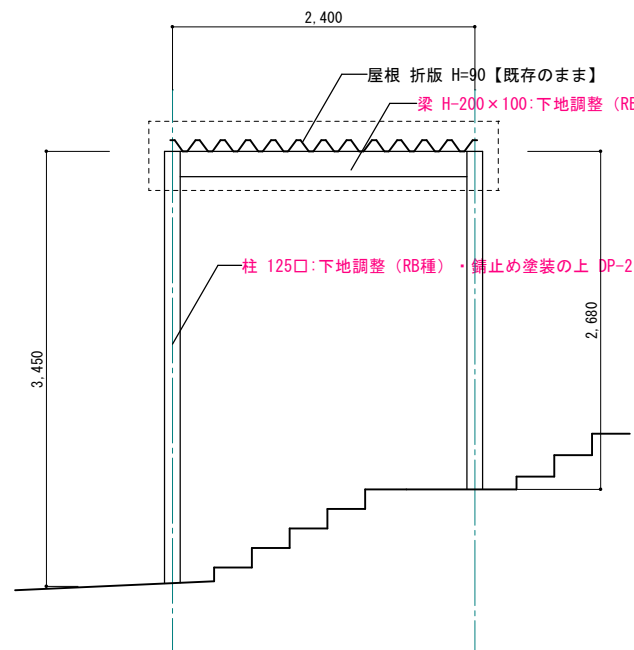 2,400
屋根 折版 H=90【既存のまま】
梁 H-200×100:下地調整（RB
柱 125□:下地調整（RB種）・錆止め塗装の上 DP-2
3,450
2,680